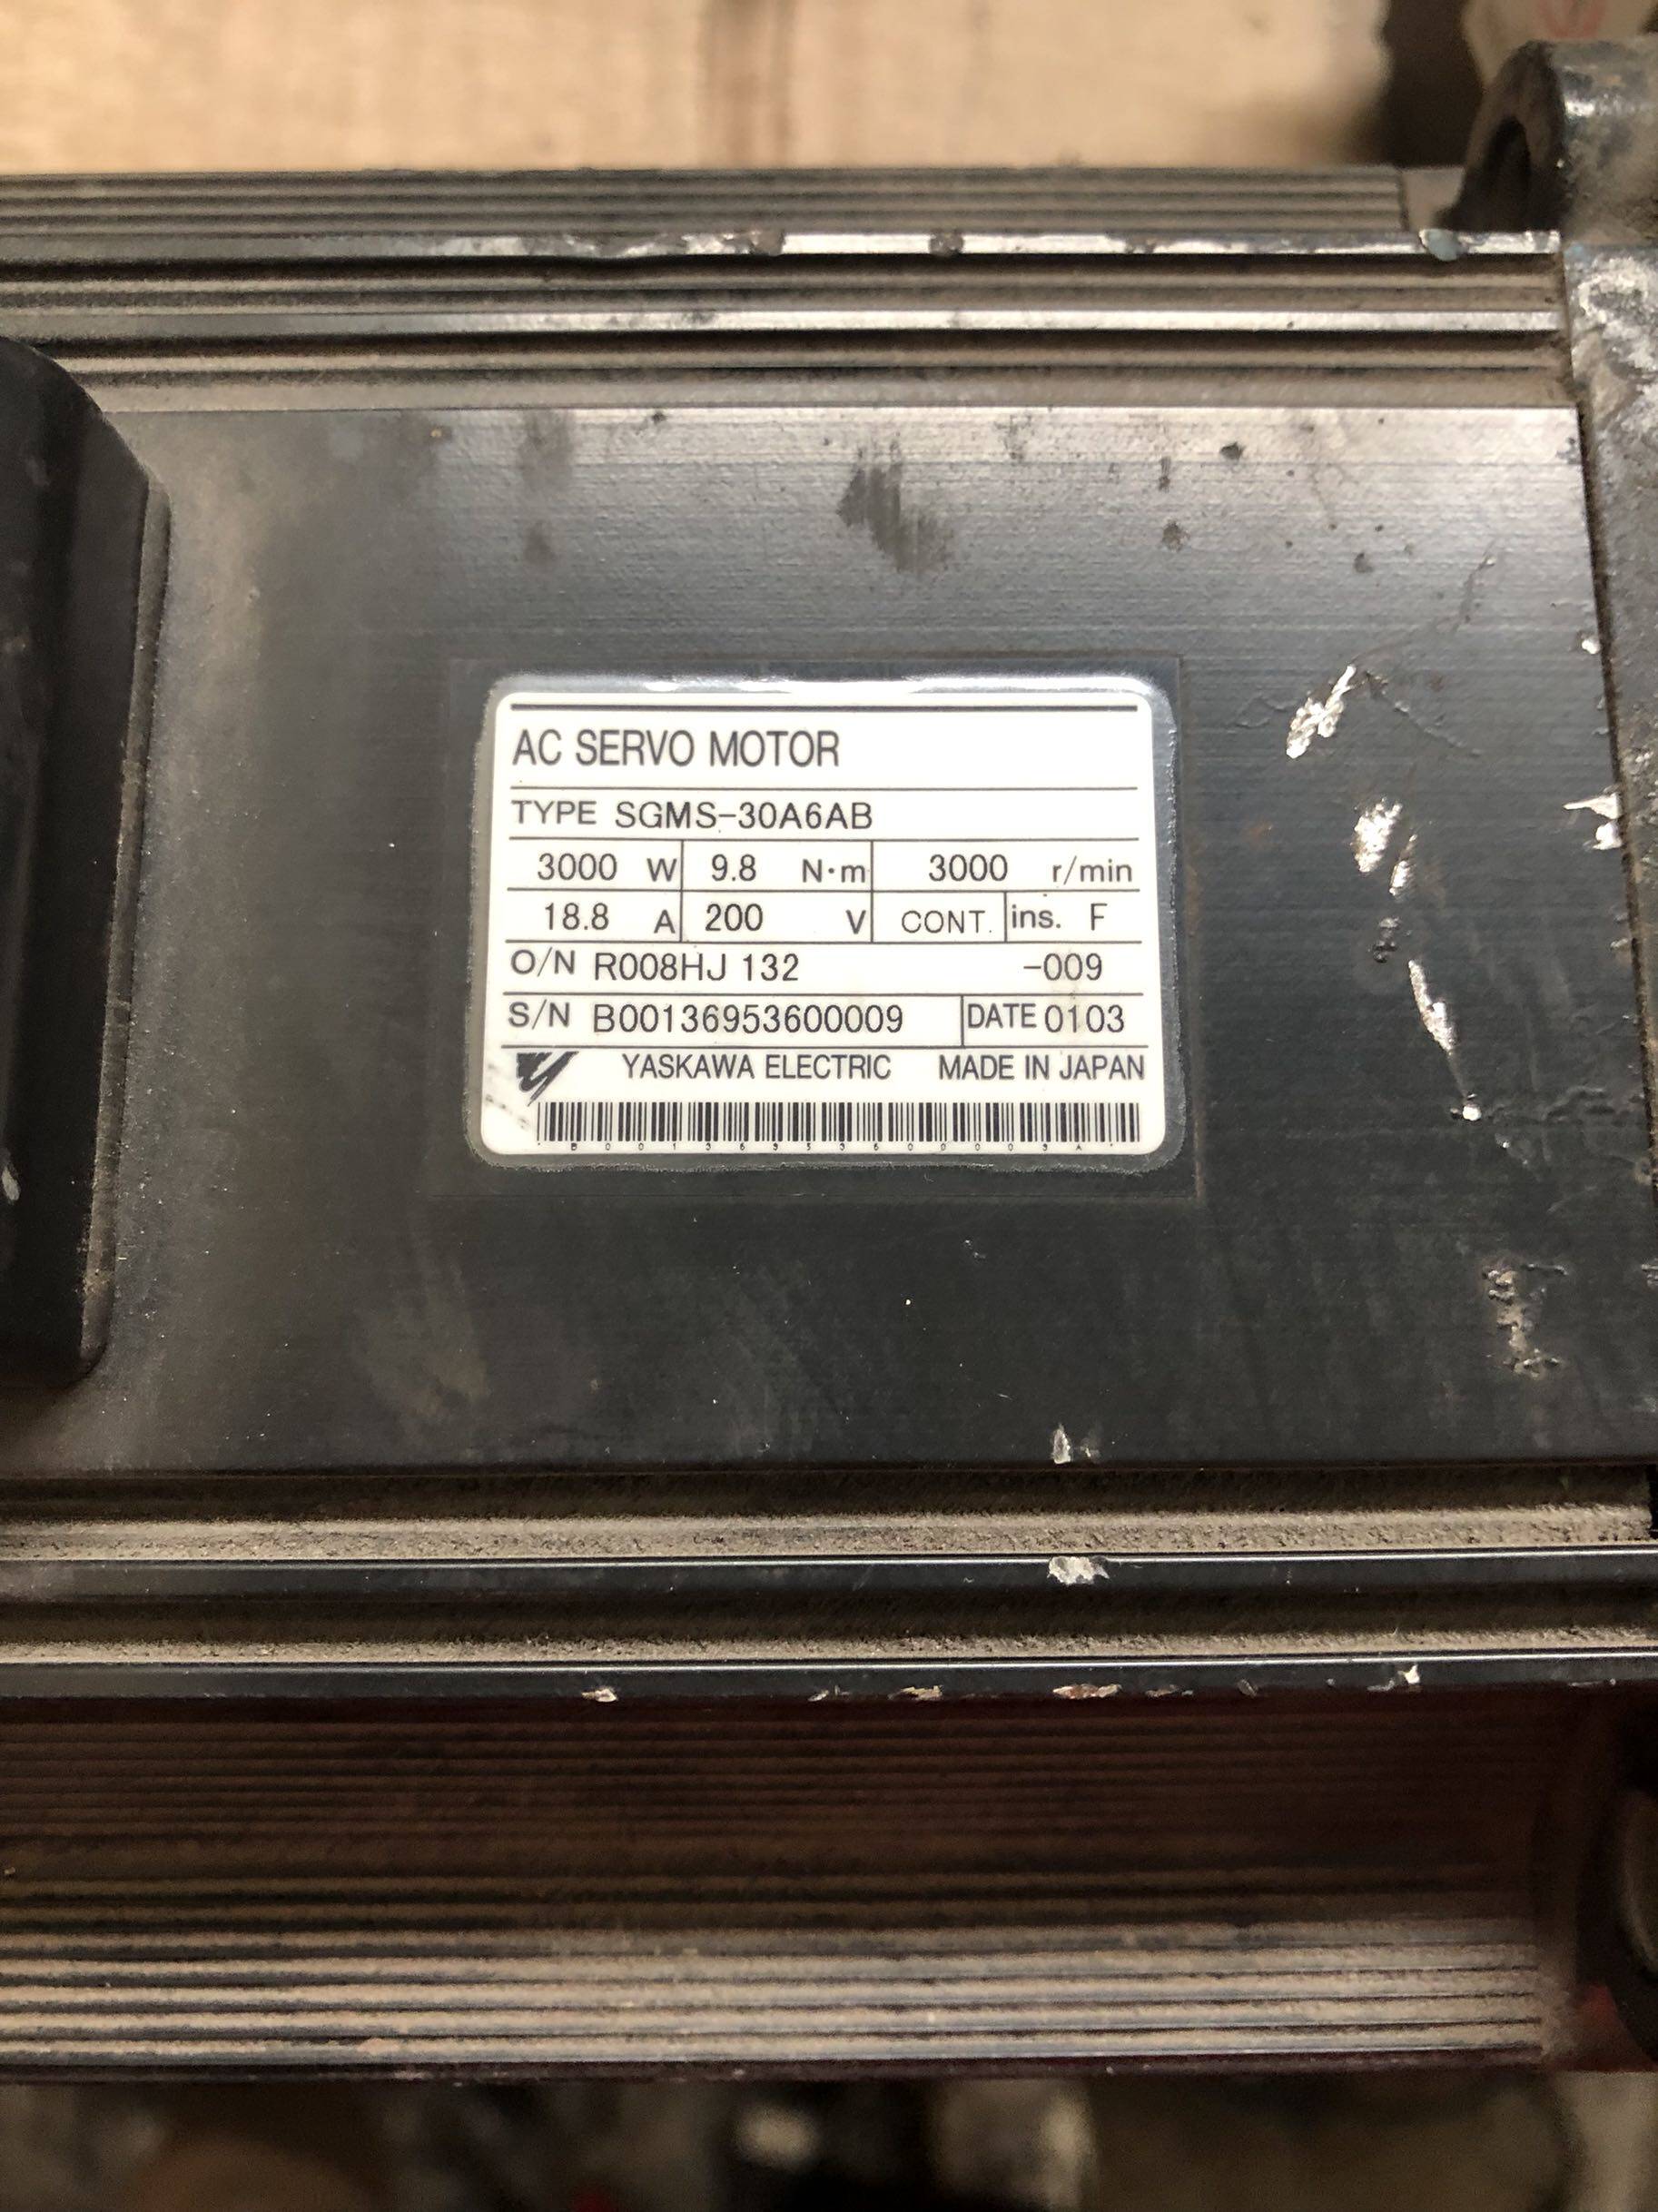 AC SERVO MOTOR
TYPE SGMS-30A6AB
3000 W 9.8 N·m 3000 r/min
18.8 A 200 V CONT. ins. F
O/N R008HJ 132 -009
S/N B00136953600009 DATE 0103
YASKAWA ELECTRIC MADE IN JAPAN